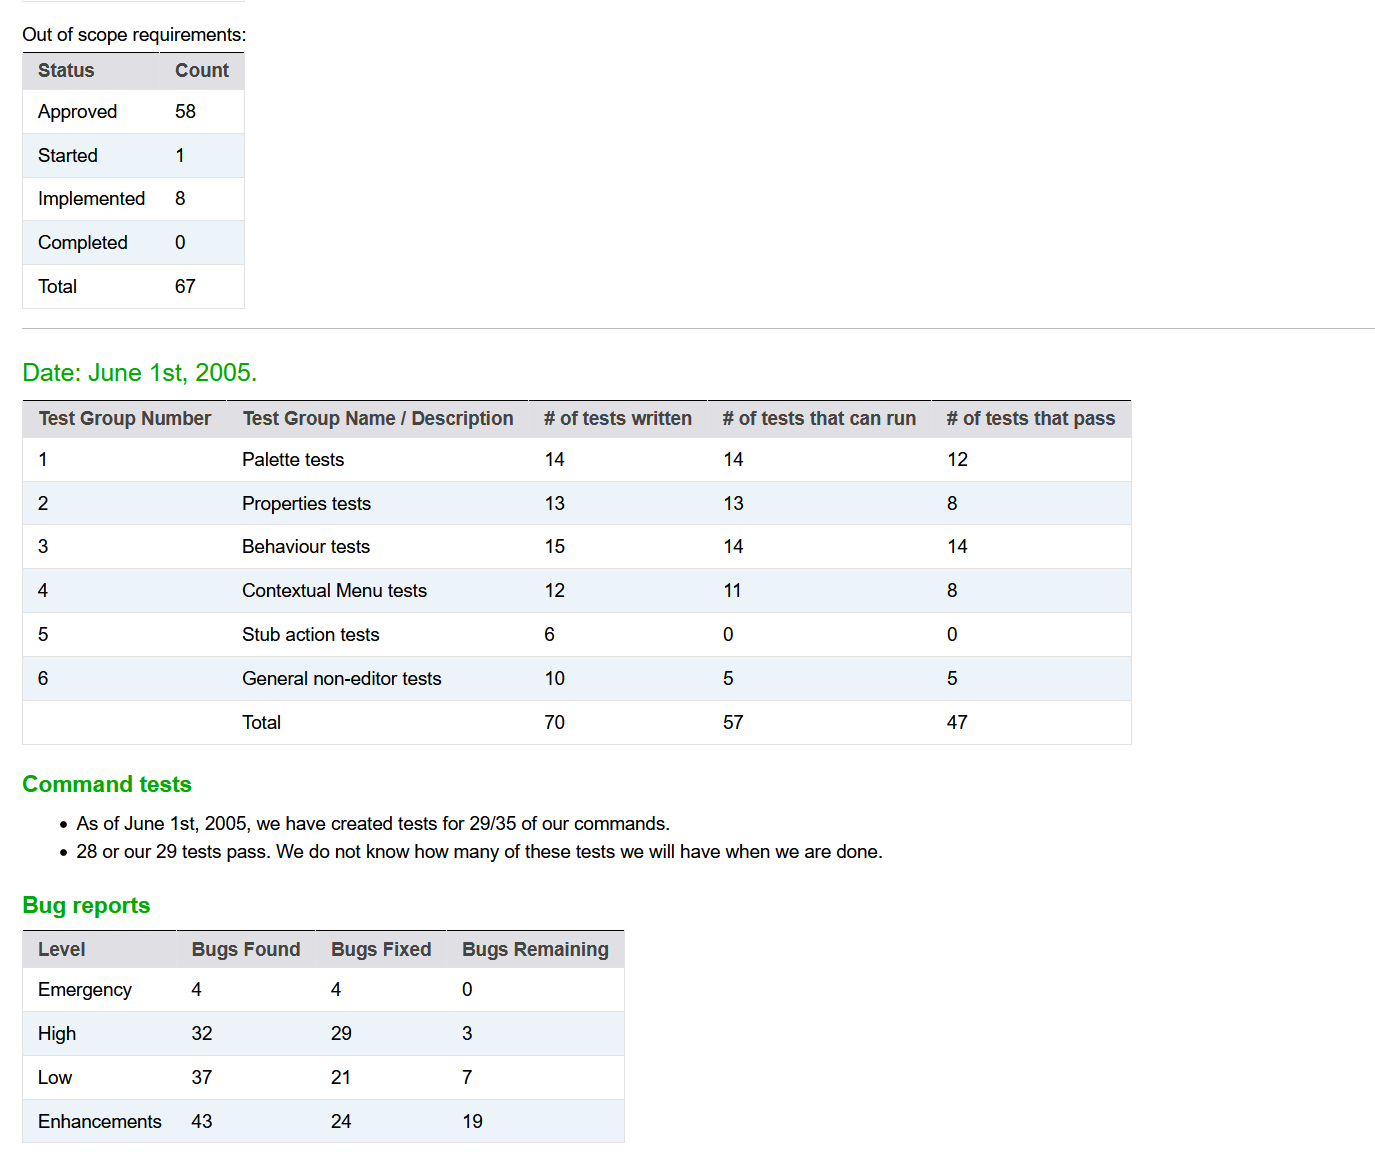 Out of scope requirements:
Status Count
Approved 58
Started 1
Implemented 8
Completed 0
Total 67
Date: June 1st, 2005.
Test Group Number Test Group Name / Description # of tests written # of tests that can run # of tests that pass
1 Palette tests 14 14 12
2 Properties tests 13 13 8
3 Behaviour tests 15 14 14
4 Contextual Menu tests 12 11 8
5 Stub action tests 6 0 0
6 General non-editor tests 10 5 5
Total 70 57 47
Command tests
• As of June 1st, 2005, we have created tests for 29/35 of our commands.
• 28 or our 29 tests pass. We do not know how many of these tests we will have when we are done.
Bug reports
Level Bugs Found Bugs Fixed Bugs Remaining
Emergency 4 4 0
High 32 29 3
Low 37 21 7
Enhancements 43 24 19